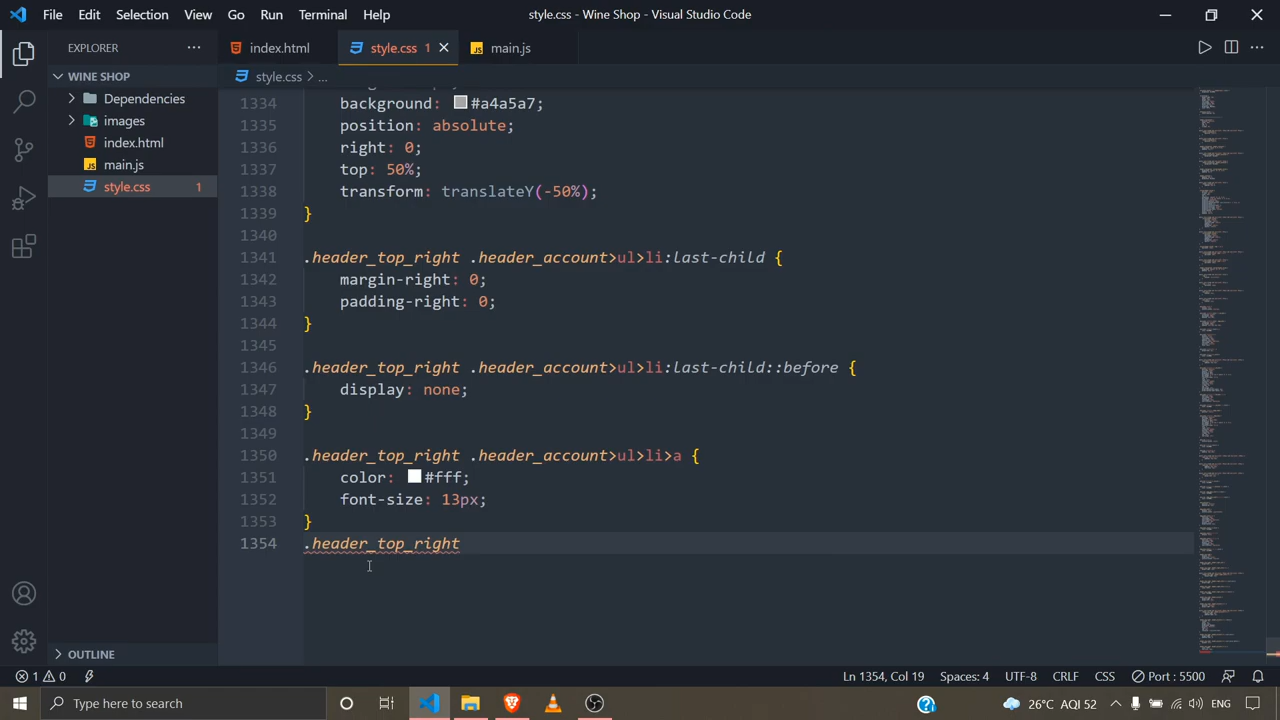 File Edit Selection View Go Run Terminal Help style.css - Wine Shop - Visual Studio Code
EXPLORER
index.html
style.css 1
main.js
WINE SHOP
Dependencies
images
index.html
main.js
style.css 1
OUTLINE
style.css > ...
1334 background: #a4a5a7;
1335 position: absolute;
1336 right: 0;
1337 top: 50%;
1338 transform: translateY(-50%);
1339 }
1340
1341 .header_top_right .header_account>ul>li:last-child {
1342 margin-right: 0;
1343 padding-right: 0;
1344 }
1345
1346 .header_top_right .header_account>ul>li:last-child::refore {
1347 display: none;
1348 }
1349
1350 .header_top_right .header_account>ul>li>a {
1351 color: #fff;
1352 font-size: 13px;
1353 }
1354 .header_top_right
1 0
Ln 1354, Col 19 Spaces: 4 UTF-8 CRLF CSS Port : 5500
Type here to search
26°C AQI 52 ENG